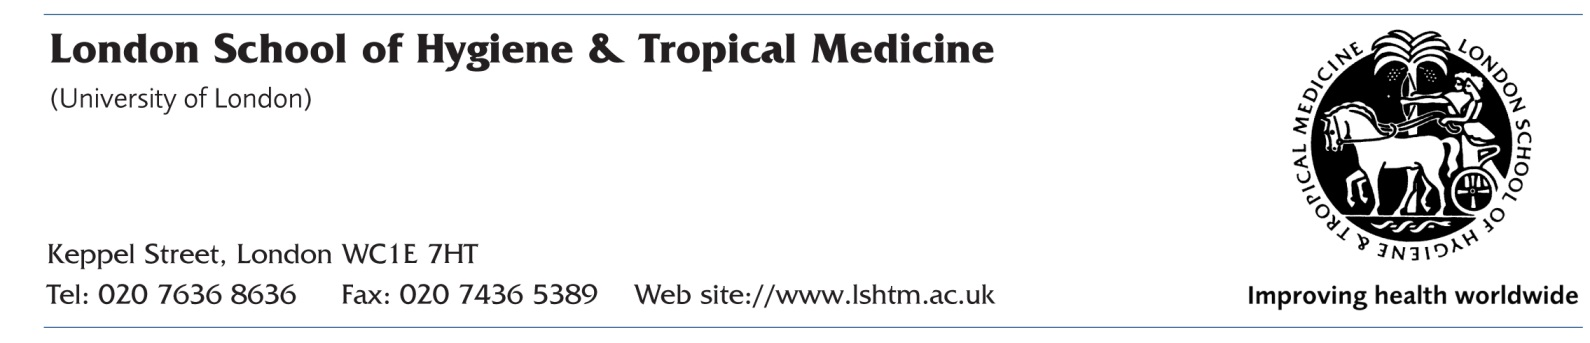 London School of Hygiene & Tropical Medicine
(University of London)
Keppel Street, London WC1E 7HT
Tel: 020 7636 8636 Fax: 020 7436 5389 Web site://www.lshtm.ac.uk
LONDON SCHOOL OF HYGIENE & TROPICAL MEDICINE
Improving health worldwide